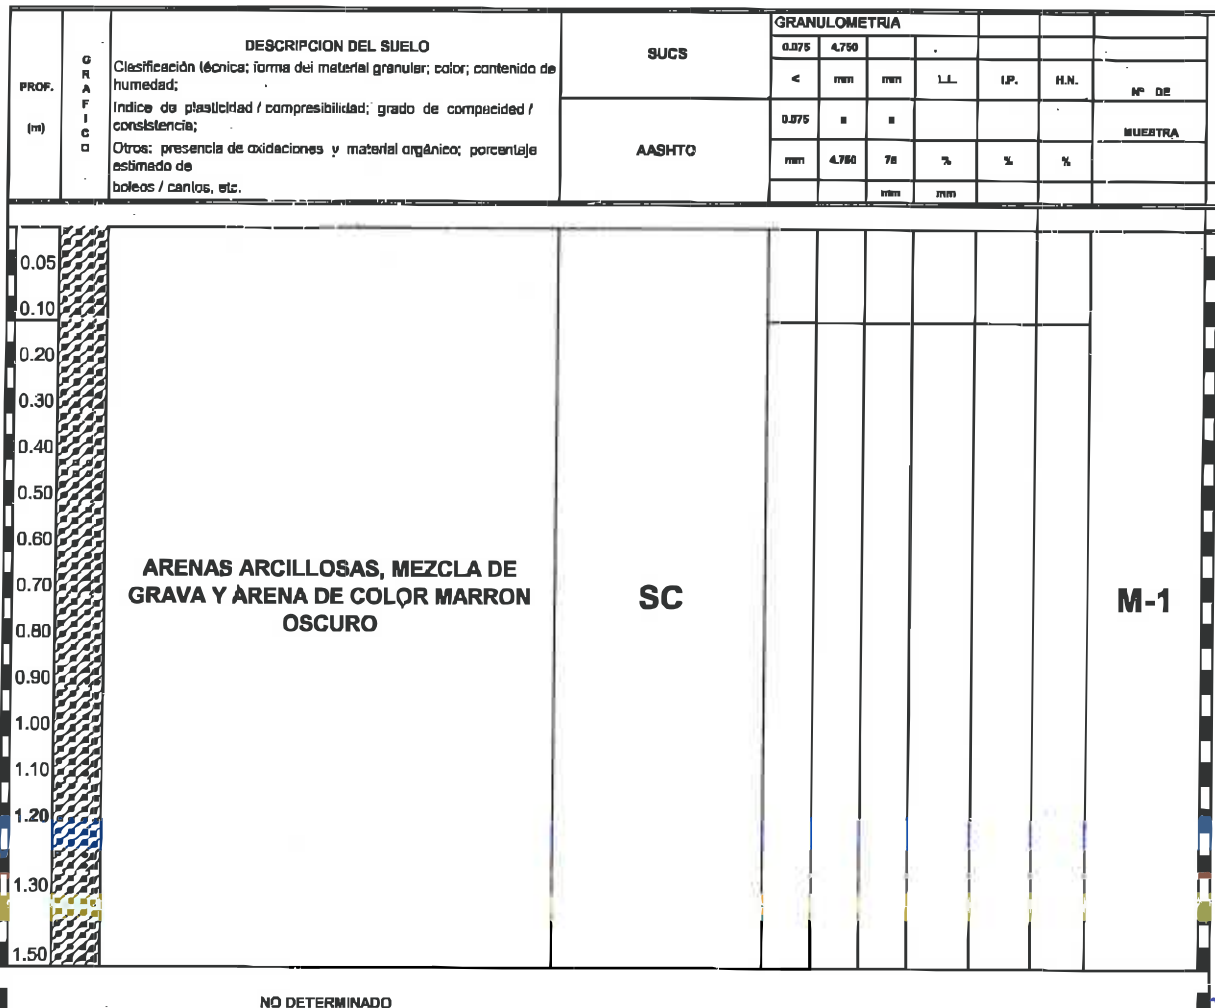 PROF.
(m)
GRAFICO
DESCRIPCION DEL SUELO
Clasificación técnica; forma del material granular; color; contenido de
humedad;
Indice de plasticidad / compresibilidad; grado de compacidad /
consistencia;
Otros: presencia de oxidaciones y material orgánico; porcentaje
estimado de
boleos / cantos, etc.
SUCS
AASHTO
GRANULOMETRIA
0.075 4.750
< mm mm L.L. I.P. H.N.
Nº DE
0.075 a a
MUESTRA
mm 4.750 76 % % %
mm mm
0.05
0.10
0.20
0.30
0.40
0.50
0.60
0.70
0.80
0.90
1.00
1.10
1.20
1.30
1.50
ARENAS ARCILLOSAS, MEZCLA DE
GRAVA Y ARENA DE COLOR MARRON
OSCURO
SC
M-1
NO DETERMINADO